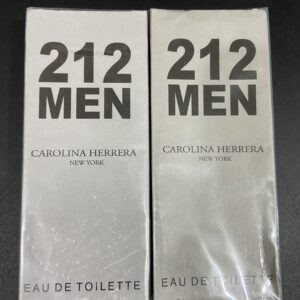 212
MEN
CAROLINA HERRERA
NEW YORK
EAU DE TOILETTE
212
MEN
CAROLINA HERRERA
NEW YORK
EAU DE TOILETTE